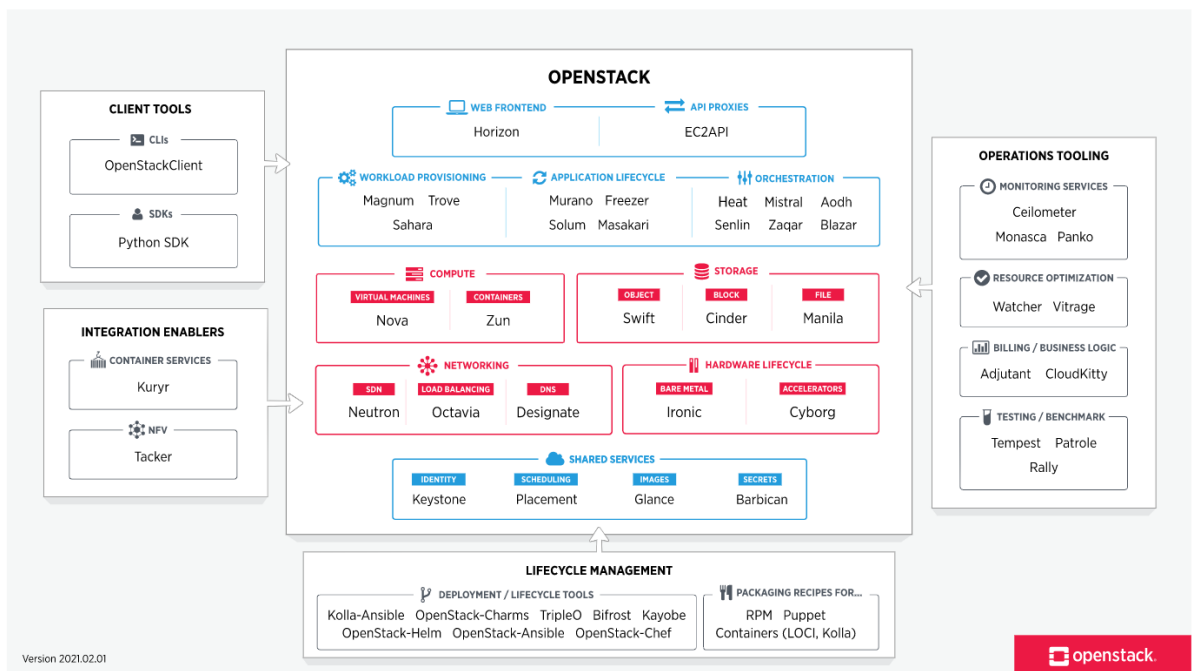 OPENSTACK
WEB FRONTEND
Horizon
API PROXIES
EC2API
WORKLOAD PROVISIONING
Magnum Trove
Sahara
APPLICATION LIFECYCLE
Murano Freezer
Solum Masakari
ORCHESTRATION
Heat Mistral Aodh
Senlin Zaqar Blazar
COMPUTE
VIRTUAL MACHINES
Nova
CONTAINERS
Zun
STORAGE
OBJECT
Swift
BLOCK
Cinder
FILE
Manila
NETWORKING
SDN
Neutron
LOAD BALANCING
Octavia
DNS
Designate
HARDWARE LIFECYCLE
BARE METAL
Ironic
ACCELERATORS
Cyborg
SHARED SERVICES
IDENTITY
Keystone
SCHEDULING
Placement
IMAGES
Glance
SECRETS
Barbican
CLIENT TOOLS
CLIs
OpenStackClient
SDKs
Python SDK
INTEGRATION ENABLERS
CONTAINER SERVICES
Kuryr
NFV
Tacker
OPERATIONS TOOLING
MONITORING SERVICES
Ceilometer
Monasca Panko
RESOURCE OPTIMIZATION
Watcher Vitrage
BILLING / BUSINESS LOGIC
Adjutant CloudKitty
TESTING / BENCHMARK
Tempest Patrole
Rally
LIFECYCLE MANAGEMENT
DEPLOYMENT / LIFECYCLE TOOLS
Kolla-Ansible OpenStack-Charms TripleO Bifrost Kayobe
OpenStack-Helm OpenStack-Ansible OpenStack-Chef
PACKAGING RECIPES FOR...
RPM Puppet
Containers (LOCI, Kolla)
Version 2021.02.01
openstack.